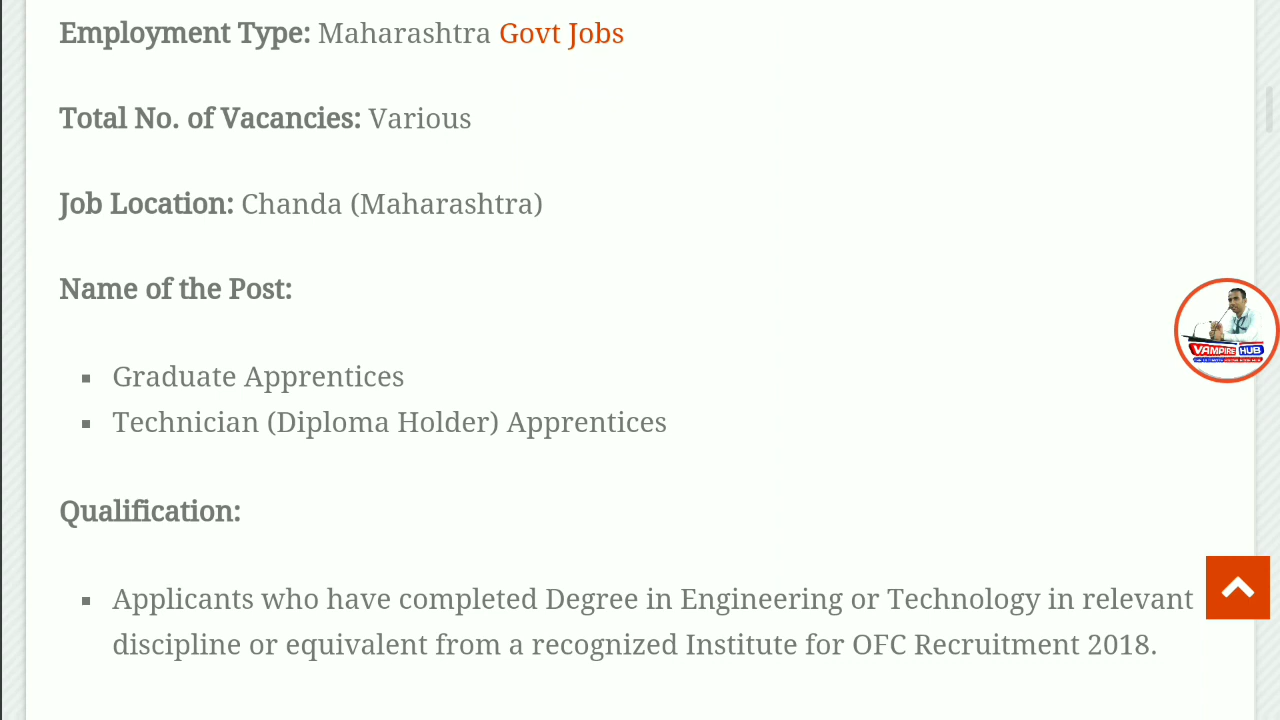 Employment Type: Maharashtra Govt Jobs
Total No. of Vacancies: Various
Job Location: Chanda (Maharashtra)
Name of the Post:
Graduate Apprentices
Technician (Diploma Holder) Apprentices
VAMPIRE HUB
Qualification:
Applicants who have completed Degree in Engineering or Technology in relevant
discipline or equivalent from a recognized Institute for OFC Recruitment 2018.